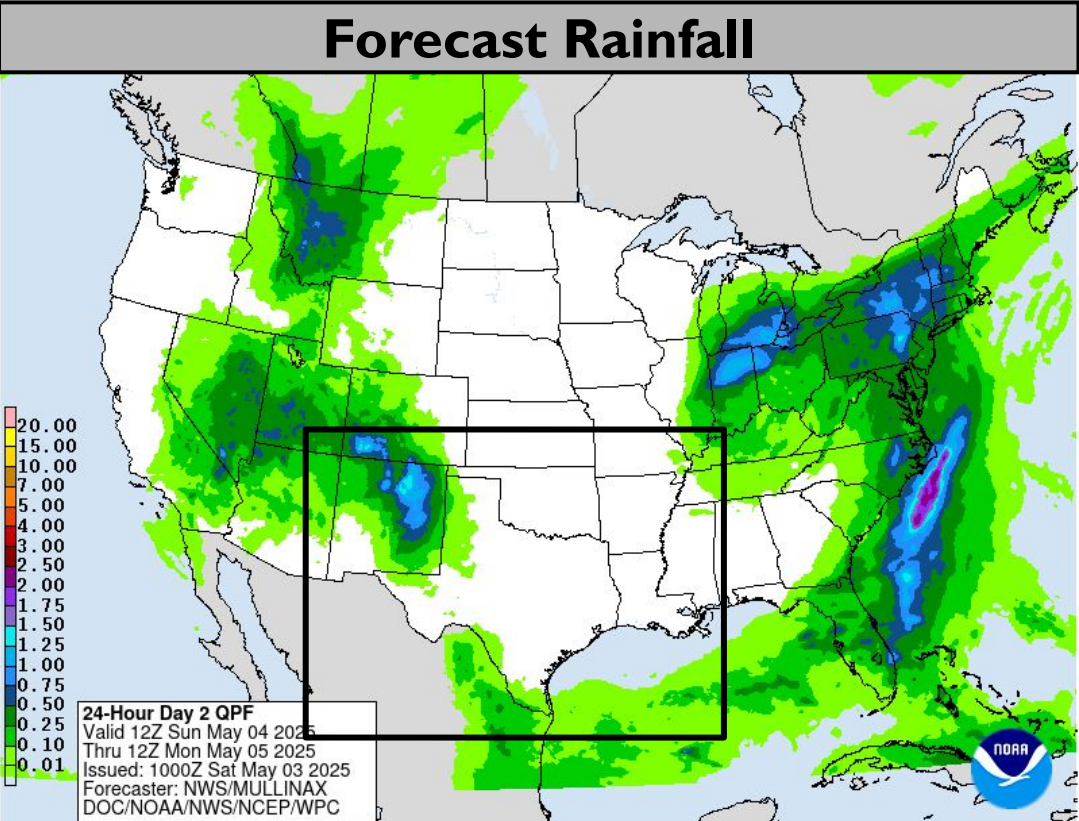 Forecast Rainfall
20.00
15.00
10.00
7.00
5.00
4.00
3.00
2.50
2.00
1.75
1.50
1.25
1.00
0.75
0.50
0.25
0.10
0.01
24-Hour Day 2 QPF
Valid 12Z Sun May 04 2025
Thru 12Z Mon May 05 2025
Issued: 1000Z Sat May 03 2025
Forecaster: NWS/MULLINAX
DOC/NOAA/NWS/NCEP/WPC
NOAA